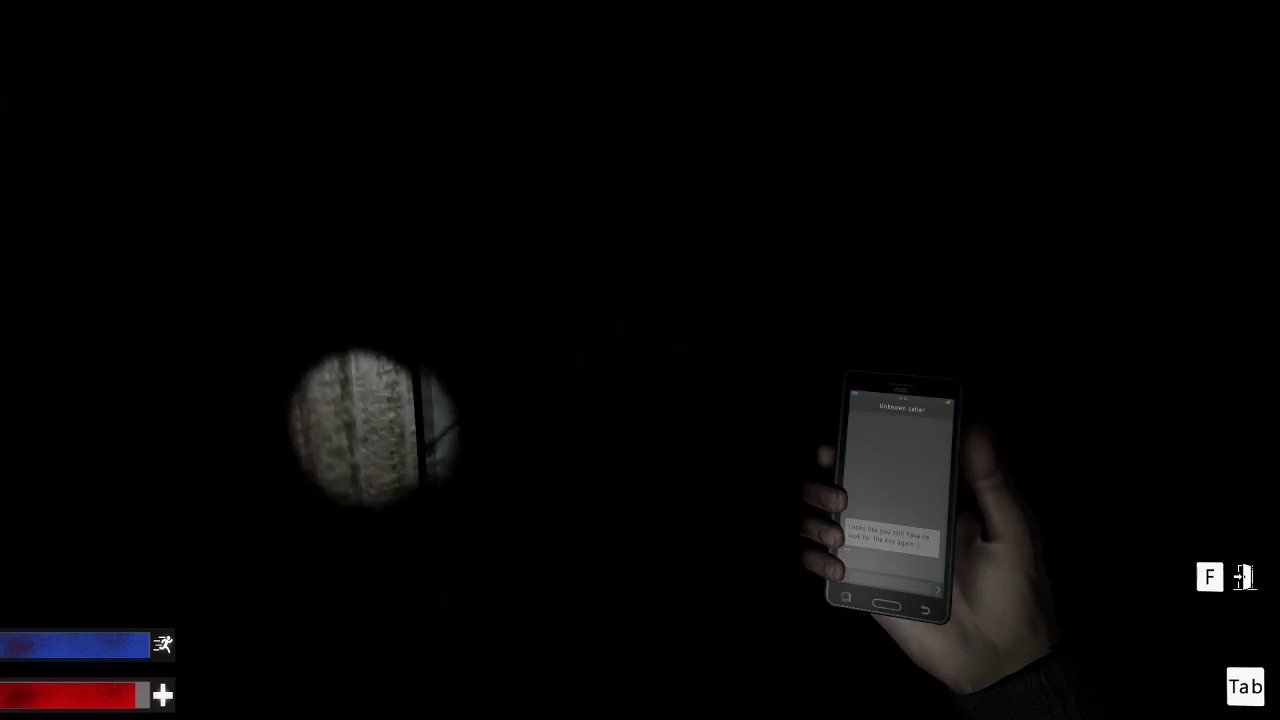 Unknown caller
Looks like you still have to
look for the key again :
F
Tab